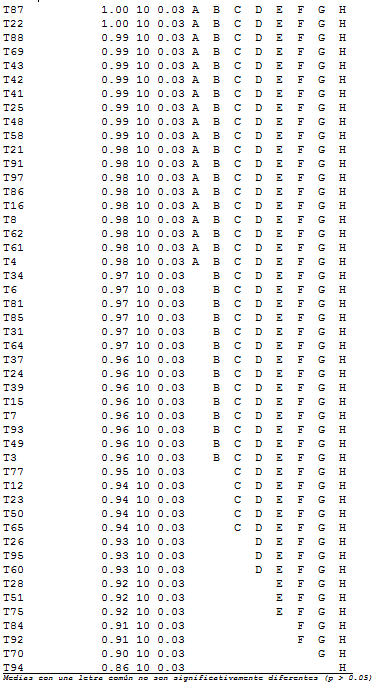 T87 1.00 10 0.03 A B C D E F G H
T22 1.00 10 0.03 A B C D E F G H
T88 0.99 10 0.03 A B C D E F G H
T69 0.99 10 0.03 A B C D E F G H
T43 0.99 10 0.03 A B C D E F G H
T42 0.99 10 0.03 A B C D E F G H
T41 0.99 10 0.03 A B C D E F G H
T25 0.99 10 0.03 A B C D E F G H
T48 0.99 10 0.03 A B C D E F G H
T58 0.99 10 0.03 A B C D E F G H
T21 0.98 10 0.03 A B C D E F G H
T91 0.98 10 0.03 A B C D E F G H
T97 0.98 10 0.03 A B C D E F G H
T86 0.98 10 0.03 A B C D E F G H
T16 0.98 10 0.03 A B C D E F G H
T8 0.98 10 0.03 A B C D E F G H
T62 0.98 10 0.03 A B C D E F G H
T61 0.98 10 0.03 A B C D E F G H
T4 0.98 10 0.03 A B C D E F G H
T34 0.97 10 0.03 B C D E F G H
T6 0.97 10 0.03 B C D E F G H
T81 0.97 10 0.03 B C D E F G H
T85 0.97 10 0.03 B C D E F G H
T31 0.97 10 0.03 B C D E F G H
T64 0.97 10 0.03 B C D E F G H
T37 0.96 10 0.03 B C D E F G H
T24 0.96 10 0.03 B C D E F G H
T39 0.96 10 0.03 B C D E F G H
T15 0.96 10 0.03 B C D E F G H
T7 0.96 10 0.03 B C D E F G H
T93 0.96 10 0.03 B C D E F G H
T49 0.96 10 0.03 B C D E F G H
T3 0.96 10 0.03 B C D E F G H
T77 0.95 10 0.03 C D E F G H
T12 0.94 10 0.03 C D E F G H
T23 0.94 10 0.03 C D E F G H
T50 0.94 10 0.03 C D E F G H
T65 0.94 10 0.03 C D E F G H
T26 0.93 10 0.03 D E F G H
T95 0.93 10 0.03 D E F G H
T60 0.93 10 0.03 D E F G H
T28 0.92 10 0.03 E F G H
T51 0.92 10 0.03 E F G H
T75 0.92 10 0.03 E F G H
T84 0.91 10 0.03 F G H
T92 0.91 10 0.03 F G H
T70 0.90 10 0.03 G H
T94 0.86 10 0.03 H
Medias con una letra común no son significativamente diferentes (p > 0.05)